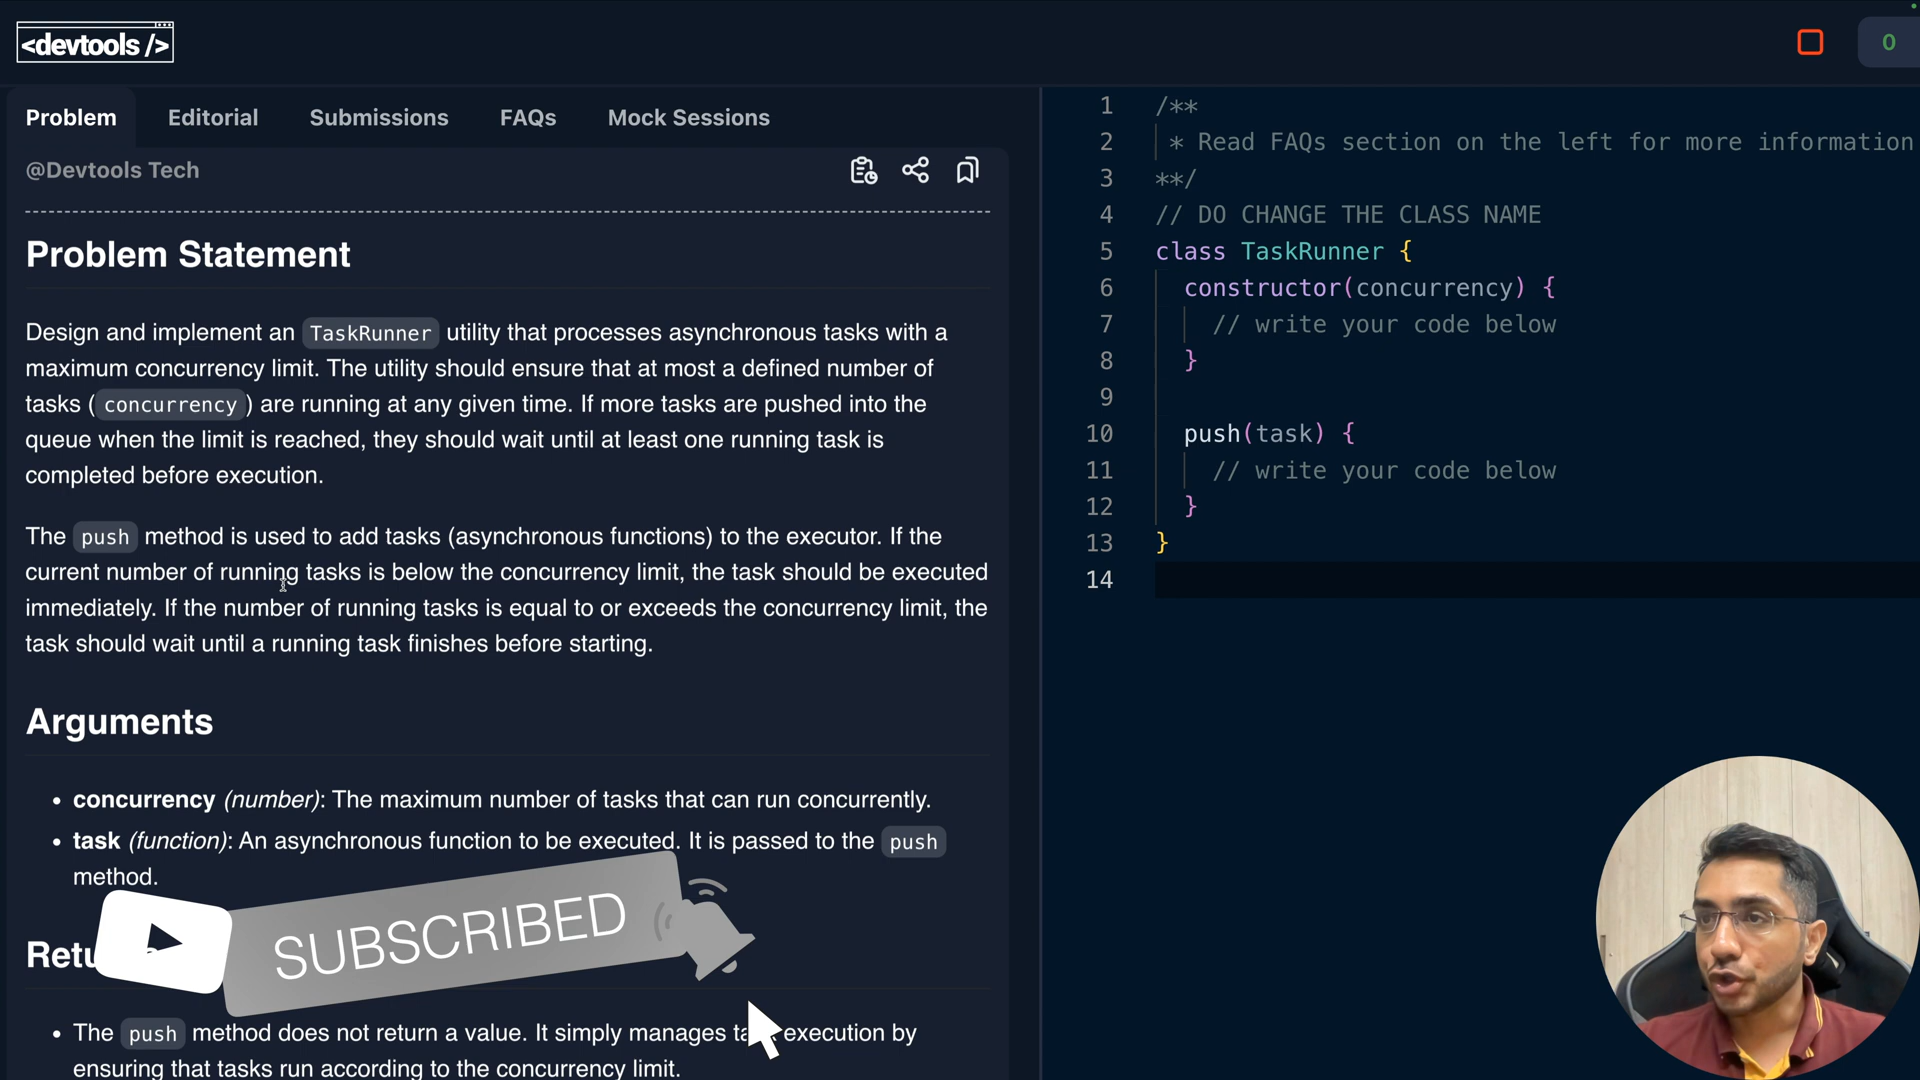 <devtools />
0
Problem
Editorial
Submissions
FAQs
Mock Sessions
@Devtools Tech
Problem Statement
Design and implement an TaskRunner utility that processes asynchronous tasks with a
maximum concurrency limit. The utility should ensure that at most a defined number of
tasks ( concurrency ) are running at any given time. If more tasks are pushed into the
queue when the limit is reached, they should wait until at least one running task is
completed before execution.
The push method is used to add tasks (asynchronous functions) to the executor. If the
current number of running tasks is below the concurrency limit, the task should be executed
immediately. If the number of running tasks is equal to or exceeds the concurrency limit, the
task should wait until a running task finishes before starting.
Arguments
• concurrency (number): The maximum number of tasks that can run concurrently.
• task (function): An asynchronous function to be executed. It is passed to the push
method.
SUBSCRIBED
• The push method does not return a value. It simply manages execution by
ensuring that tasks run according to the concurrency limit.
1 /**
2 * Read FAQs section on the left for more information
3 **/
4 // DO CHANGE THE CLASS NAME
5 class TaskRunner {
6 constructor(concurrency) {
7 // write your code below
8 }
9
10 push(task) {
11 // write your code below
12 }
13 }
14